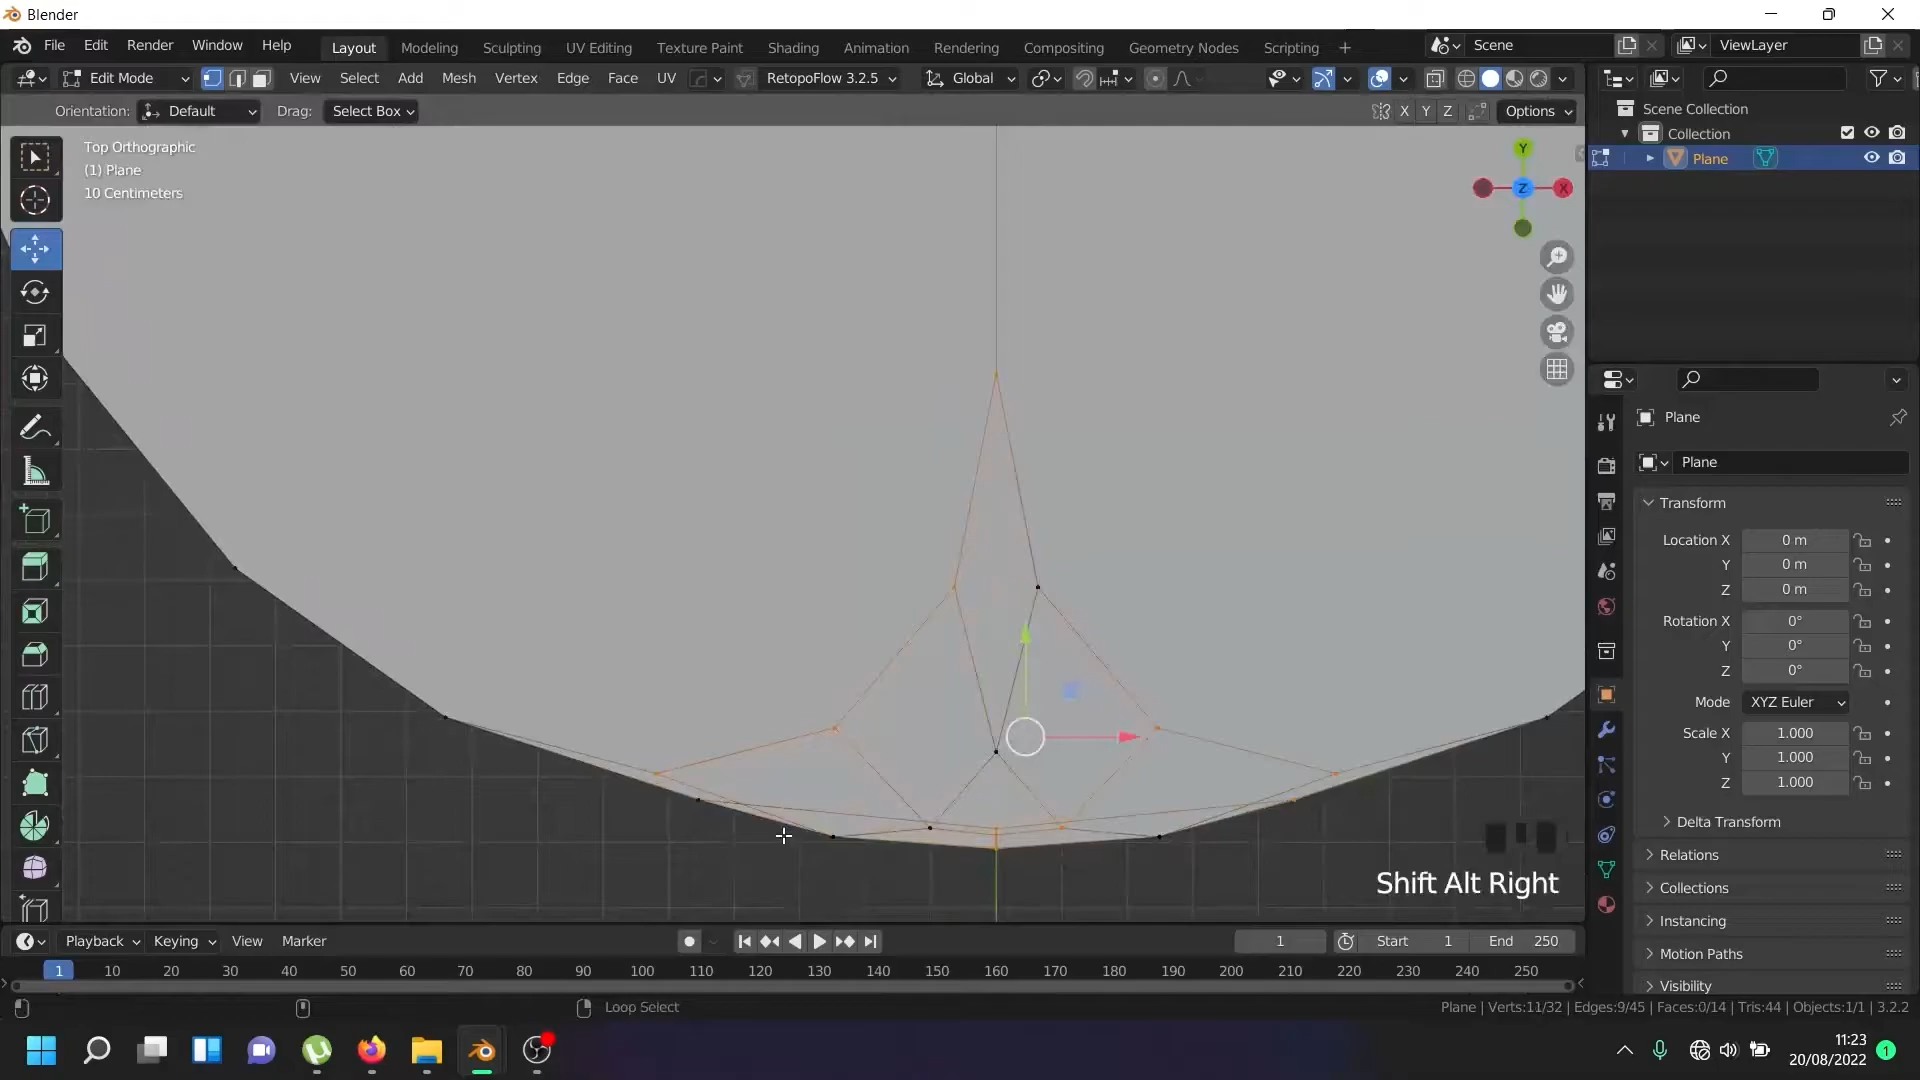 Blender
File Edit Render Window Help
Layout Modeling Sculpting UV Editing Texture Paint Shading Animation Rendering Compositing Geometry Nodes Scripting +
Scene
ViewLayer
Edit Mode View Select Add Mesh Vertex Edge Face UV RetopoFlow 3.2.5 Global
Orientation: Default Drag: Select Box
X Y Z Options
Top Orthographic
(1) Plane
10 Centimeters
Y
Z
X
Scene Collection
Collection
Plane
Plane
Plane
Transform
Location X 0 m
Y 0 m
Z 0 m
Rotation X 0°
Y 0°
Z 0°
Mode XYZ Euler
Scale X 1.000
Y 1.000
Z 1.000
Delta Transform
Relations
Collections
Instancing
Motion Paths
Visibility
Shift Alt Right
Playback Keying View Marker
1 Start 1 End 250
1 10 20 30 40 50 60 70 80 90 100 110 120 130 140 150 160 170 180 190 200 210 220 230 240 250
Loop Select
Plane | Verts:11/32 | Edges:9/45 | Faces:0/14 | Tris:44 | Objects:1/1 | 3.2.2
11:23
20/08/2022
1